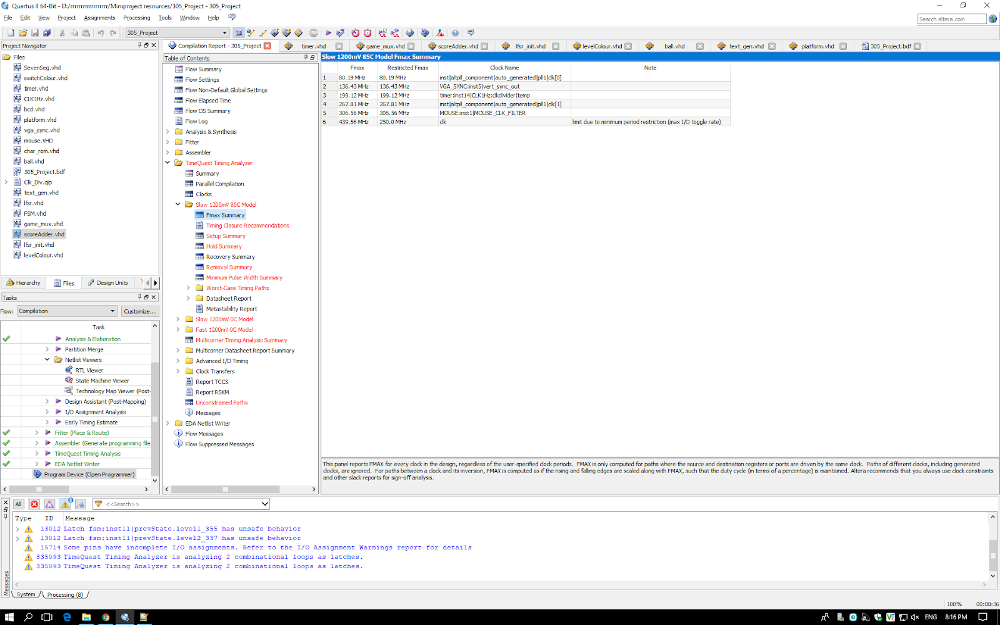 Quartus II 64-Bit - D:/rrrrrrrrrrrrrrrrr/Miniproject resources/305_Project - 305_Project
File Edit View Project Assignments Processing Tools Window Help
Search altera.com
305_Project
Project Navigator
Files
SevenSeg.vhd
switchColour.vhd
timer.vhd
CLK1Hz.vhd
bcd.vhd
platform.vhd
vga_sync.vhd
mouse.VHD
char_rom.vhd
ball.vhd
305_Project.bdf
Clk_Div.qip
text_gen.vhd
lfsr.vhd
FSM.vhd
game_mux.vhd
scoreAdder.vhd
lfsr_init.vhd
levelColour.vhd
Hierarchy Files Design Units
Tasks
Flow: Compilation Customize...
Task
Analysis & Elaboration
Partition Merge
Netlist Viewers
RTL Viewer
State Machine Viewer
Technology Map Viewer (Post-
Design Assistant (Post-Mapping)
I/O Assignment Analysis
Early Timing Estimate
Fitter (Place & Route)
Assembler (Generate programming file
TimeQuest Timing Analysis
EDA Netlist Writer
Program Device (Open Programmer)
Compilation Report - 305_Project timer.vhd game_mux.vhd scoreAdder.vhd lfsr_init.vhd levelColour.vhd ball.vhd text_gen.vhd platform.vhd 305_Project.bdf
Table of Contents
Flow Summary
Flow Settings
Flow Non-Default Global Settings
Flow Elapsed Time
Flow OS Summary
Flow Log
Analysis & Synthesis
Fitter
Assembler
TimeQuest Timing Analyzer
Summary
Parallel Compilation
Clocks
Slow 1200mV 85C Model
Fmax Summary
Timing Closure Recommendations
Setup Summary
Hold Summary
Recovery Summary
Removal Summary
Minimum Pulse Width Summary
Worst-Case Timing Paths
Datasheet Report
Metastability Report
Slow 1200mV 0C Model
Fast 1200mV 0C Model
Multicorner Timing Analysis Summary
Multicorner Datasheet Report Summary
Advanced I/O Timing
Clock Transfers
Report TCCS
Report RSKM
Unconstrained Paths
Messages
EDA Netlist Writer
Flow Messages
Flow Suppressed Messages
Slow 1200mV 85C Model Fmax Summary
Fmax Restricted Fmax Clock Name Note
1 80.19 MHz 80.19 MHz inst|altpll_component|auto_generated|pll1|clk[0]
2 136.43 MHz 136.43 MHz VGA_SYNC:inst5|vert_sync_out
3 199.12 MHz 199.12 MHz timer:inst14|CLK1Hz:clkdivider|temp
4 267.81 MHz 267.81 MHz inst|altpll_component|auto_generated|pll1|clk[1]
5 306.56 MHz 306.56 MHz MOUSE:inst1|MOUSE_CLK_FILTER
6 439.56 MHz 250.0 MHz clk limit due to minimum period restriction (max I/O toggle rate)
This panel reports FMAX for every clock in the design, regardless of the user-specified clock periods. FMAX is only computed for paths where the source and destination registers or ports are driven by the same clock. Paths of different clocks, including generated
clocks, are ignored. For paths between a clock and its inversion, FMAX is computed as if the rising and falling edges are scaled along with FMAX, such that the duty cycle (in terms of a percentage) is maintained. Altera recommends that you always use clock constraints
and other slack reports for sign-off analysis.
All 8 <<Search>>
Type ID Message
13012 Latch fsm:inst11|prevState.level1_355 has unsafe behavior
13012 Latch fsm:inst11|prevState.level2_337 has unsafe behavior
15714 Some pins have incomplete I/O assignments. Refer to the I/O Assignment Warnings report for details
335093 TimeQuest Timing Analyzer is analyzing 2 combinational loops as latches.
335093 TimeQuest Timing Analyzer is analyzing 2 combinational loops as latches.
Messages
System Processing (8)
100% 00:00:36
ENG 8:16 PM